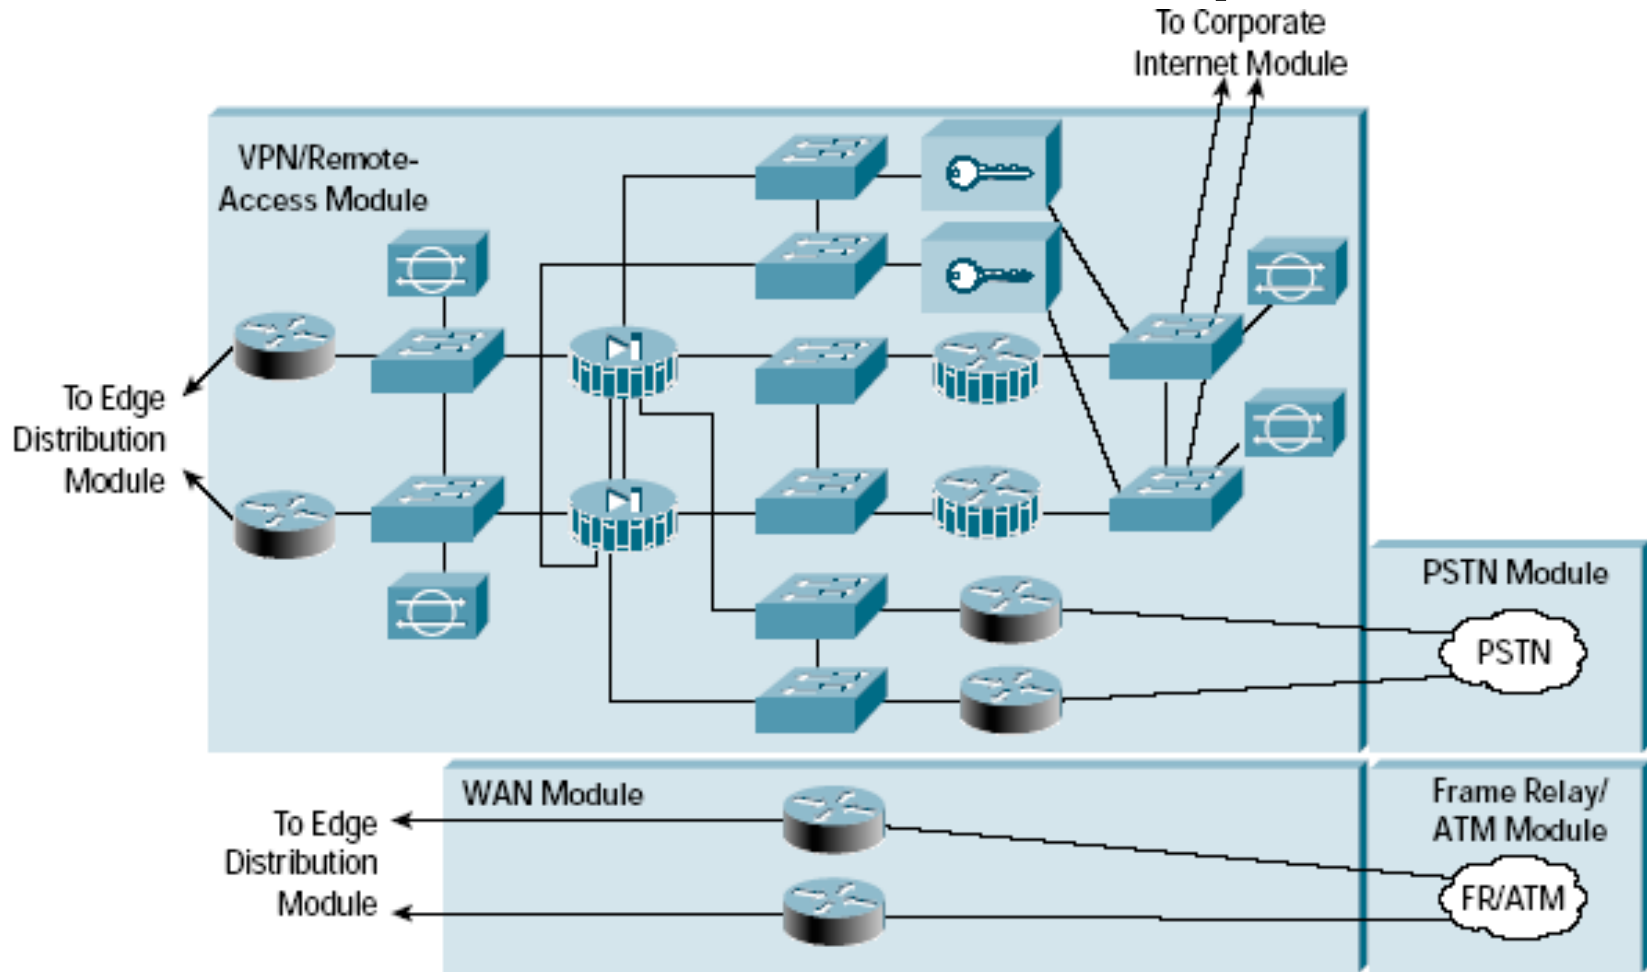 To Corporate
Internet Module
VPN/Remote-
Access Module
To Edge
Distribution
Module
PSTN Module
PSTN
WAN Module
To Edge
Distribution
Module
Frame Relay/
ATM Module
FR/ATM